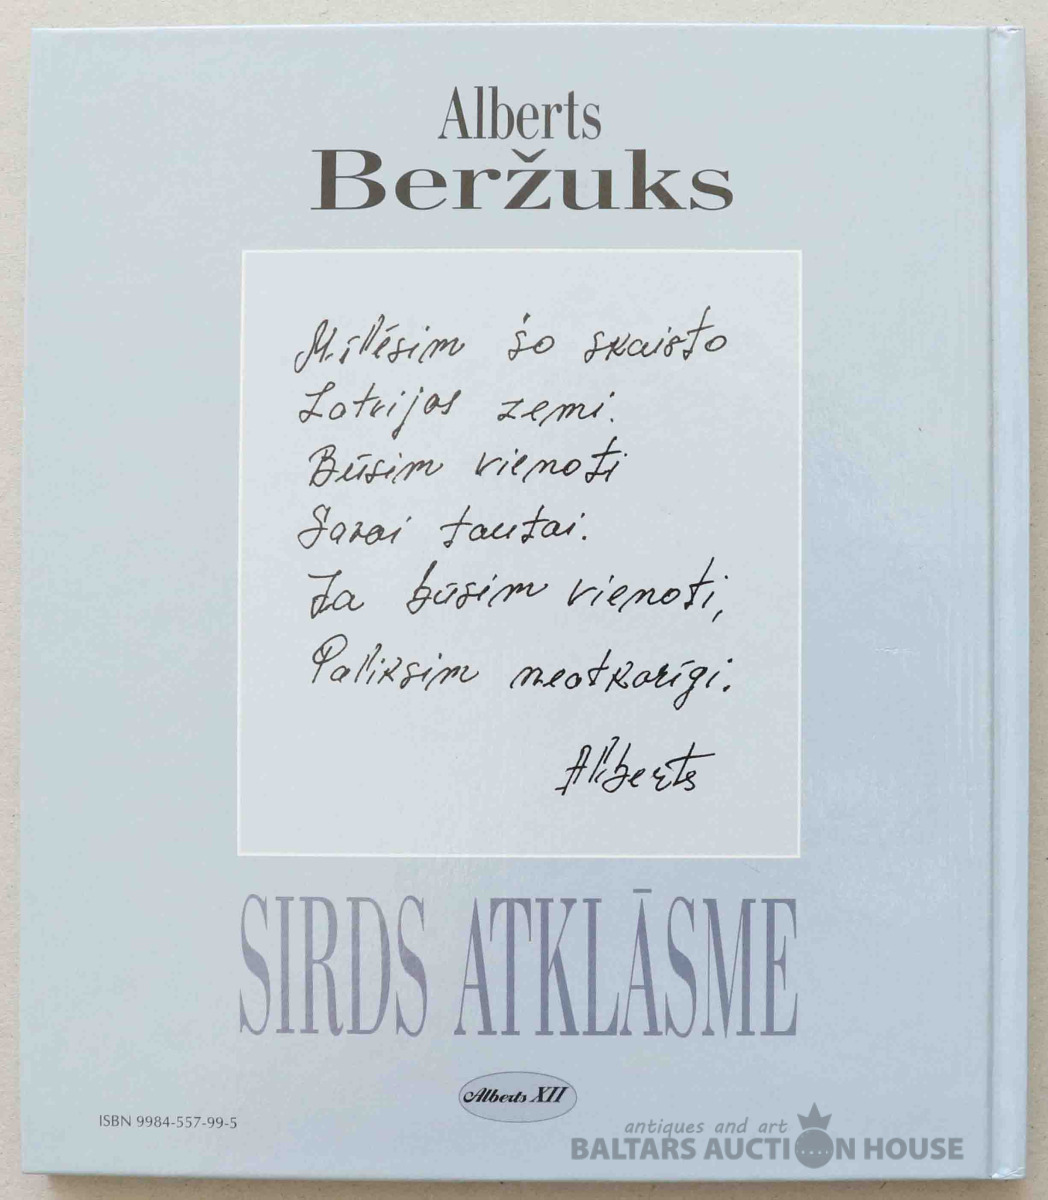 Alberts
Beržuks
Mīlēsim šo skaisto
Latvijas zemi.
Būsim vienoti
Savai tautai.
Ja būsim vienoti,
Paliksim neatkarīgi.
Alberts
SIRDS ATKLĀSME
Alberts XII
ISBN 9984-557-99-5
antiques and art
BALTARS AUCTION HOUSE